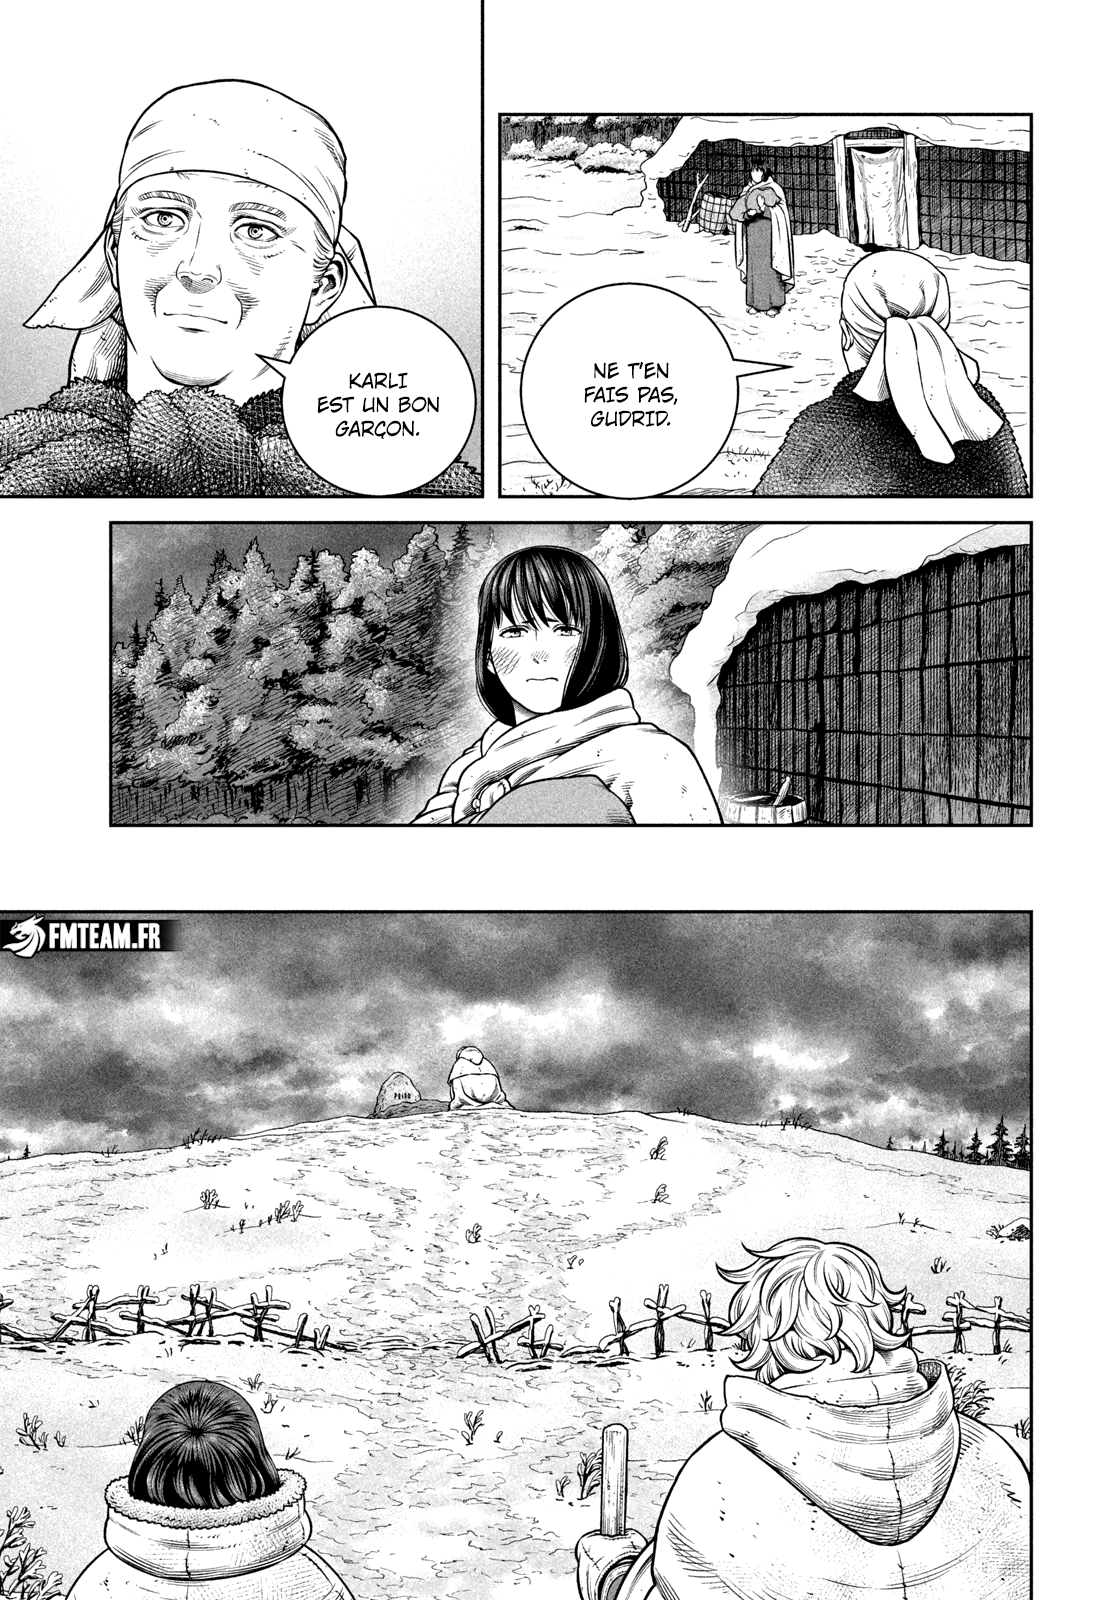 NE T'EN
FAIS PAS,
GUDRID.
KARLI
EST UN BON
GARÇON.
FMTEAM.FR